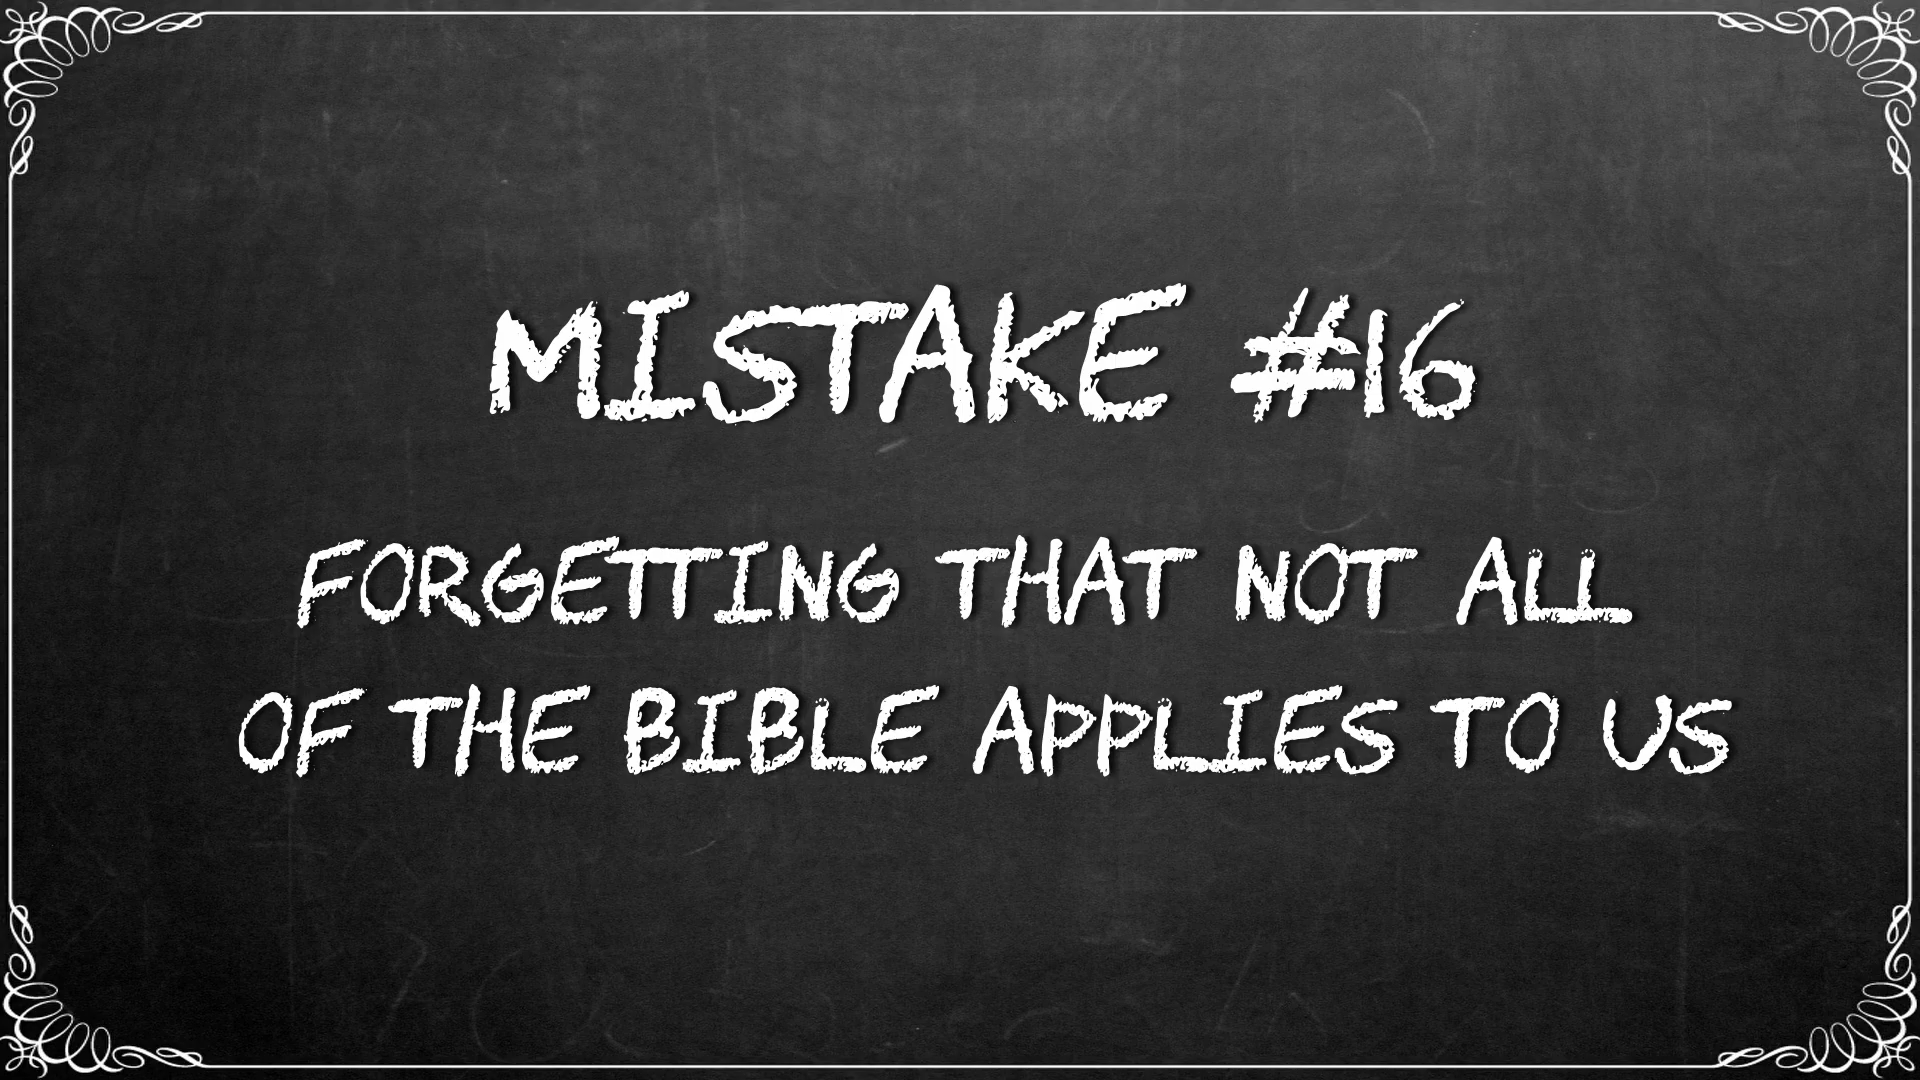 MISTAKE #16
FORGETTING THAT NOT ALL
OF THE BIBLE APPLIES TO US